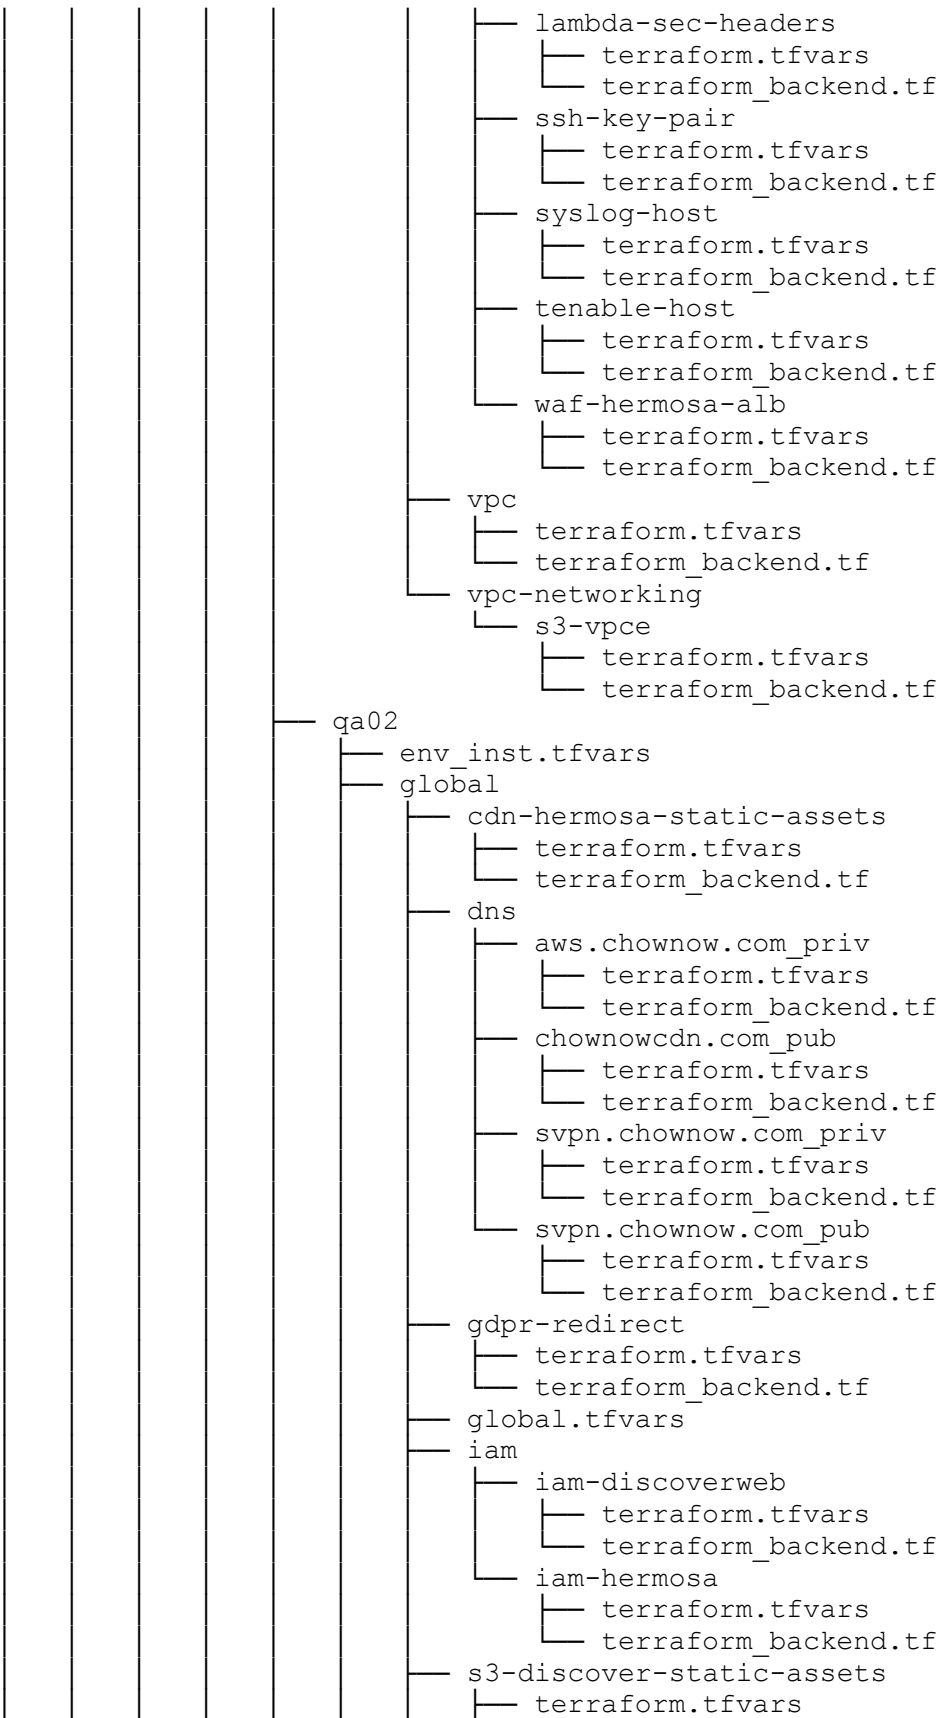 │   │   │   │   │       │   ├── lambda-sec-headers
│   │   │   │   │       │   │   ├── terraform.tfvars
│   │   │   │   │       │   │   └── terraform_backend.tf
│   │   │   │   │       │   ├── ssh-key-pair
│   │   │   │   │       │   │   ├── terraform.tfvars
│   │   │   │   │       │   │   └── terraform_backend.tf
│   │   │   │   │       │   ├── syslog-host
│   │   │   │   │       │   │   ├── terraform.tfvars
│   │   │   │   │       │   │   └── terraform_backend.tf
│   │   │   │   │       │   ├── tenable-host
│   │   │   │   │       │   │   ├── terraform.tfvars
│   │   │   │   │       │   │   └── terraform_backend.tf
│   │   │   │   │       │   └── waf-hermosa-alb
│   │   │   │   │       │       ├── terraform.tfvars
│   │   │   │   │       │       └── terraform_backend.tf
│   │   │   │   │       ├── vpc
│   │   │   │   │       │   ├── terraform.tfvars
│   │   │   │   │       │   └── terraform_backend.tf
│   │   │   │   │       └── vpc-networking
│   │   │   │   │           └── s3-vpce
│   │   │   │   │               ├── terraform.tfvars
│   │   │   │   │               └── terraform_backend.tf
│   │   │   │   ├── qa02
│   │   │   │   │   ├── env_inst.tfvars
│   │   │   │   │   ├── global
│   │   │   │   │   │   ├── cdn-hermosa-static-assets
│   │   │   │   │   │   │   ├── terraform.tfvars
│   │   │   │   │   │   │   └── terraform_backend.tf
│   │   │   │   │   │   ├── dns
│   │   │   │   │   │   │   ├── aws.chownow.com_priv
│   │   │   │   │   │   │   │   ├── terraform.tfvars
│   │   │   │   │   │   │   │   └── terraform_backend.tf
│   │   │   │   │   │   │   ├── chownowcdn.com_pub
│   │   │   │   │   │   │   │   ├── terraform.tfvars
│   │   │   │   │   │   │   │   └── terraform_backend.tf
│   │   │   │   │   │   │   ├── svpn.chownow.com_priv
│   │   │   │   │   │   │   │   ├── terraform.tfvars
│   │   │   │   │   │   │   │   └── terraform_backend.tf
│   │   │   │   │   │   │   └── svpn.chownow.com_pub
│   │   │   │   │   │   │       ├── terraform.tfvars
│   │   │   │   │   │   │       └── terraform_backend.tf
│   │   │   │   │   │   ├── gdpr-redirect
│   │   │   │   │   │   │   ├── terraform.tfvars
│   │   │   │   │   │   │   └── terraform_backend.tf
│   │   │   │   │   │   ├── global.tfvars
│   │   │   │   │   │   ├── iam
│   │   │   │   │   │   │   ├── iam-discoverweb
│   │   │   │   │   │   │   │   ├── terraform.tfvars
│   │   │   │   │   │   │   │   └── terraform_backend.tf
│   │   │   │   │   │   │   └── iam-hermosa
│   │   │   │   │   │   │       ├── terraform.tfvars
│   │   │   │   │   │   │       └── terraform_backend.tf
│   │   │   │   │   │   ├── s3-discover-static-assets
│   │   │   │   │   │   │   ├── terraform.tfvars